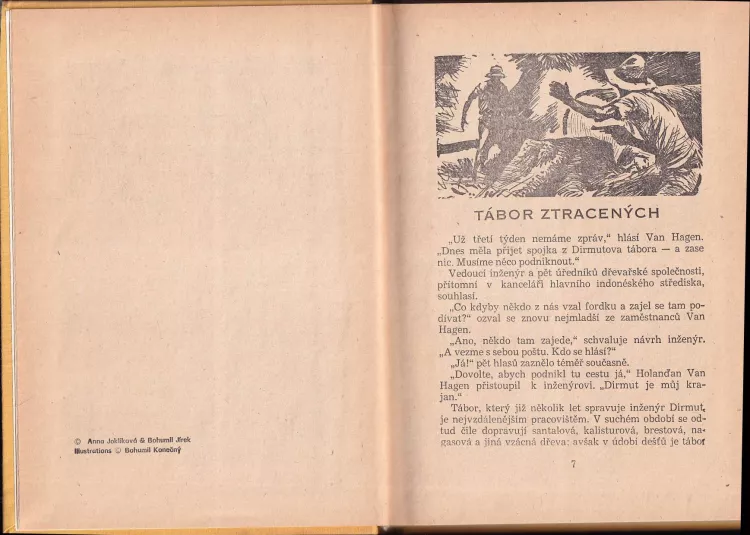 © Anna Jokliková & Bohumil Jirek
Illustrations © Bohumil Konečný
TÁBOR ZTRACENÝCH
„Už třetí týden nemáme zpráv,“ hlásí Van Hagen.
„Dnes měla přijet spojka z Dirmutova tábora — a zase
nic. Musíme něco podniknout.“
Vedoucí inženýr a pět úředníků dřevařské společnosti,
přítomní v kanceláři hlavního indonéského střediska,
souhlasí.
„Co kdyby někdo z nás vzal fordku a zajel se tam po-
dívat?“ ozval se znovu nejmladší ze zaměstnanců Van
Hagen.
„Ano, někdo tam zajede,“ schvaluje návrh inženýr.
„A vezme s sebou poštu. Kdo se hlásí?“
„Já!“ pět hlasů zaznělo téměř současně.
„Dovolte, abych podnikl tu cestu já,“ Holanďan Van
Hagen přistoupil k inženýrovi. „Dirmut je můj kra-
jan.“
Tábor, který již několik let spravuje inženýr Dirmut,
je nejvzdálenějším pracovištěm. V suchém období se od-
tud čile dopravují santalová, kalisturová, brestová, na-
gasová a jiná vzácná dřeva; avšak v údobí dešťů je tábor
7